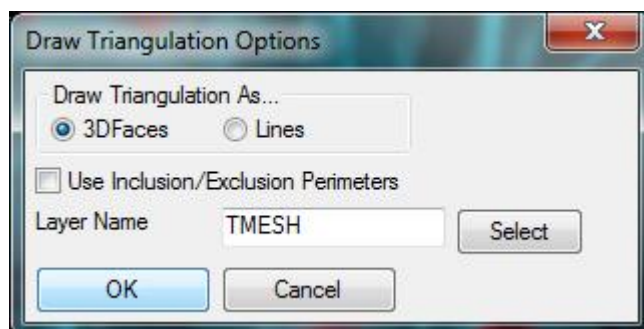 Draw Triangulation Options
Draw Triangulation As...
3DFaces Lines
Use Inclusion/Exclusion Perimeters
Layer Name TMESH Select
OK Cancel